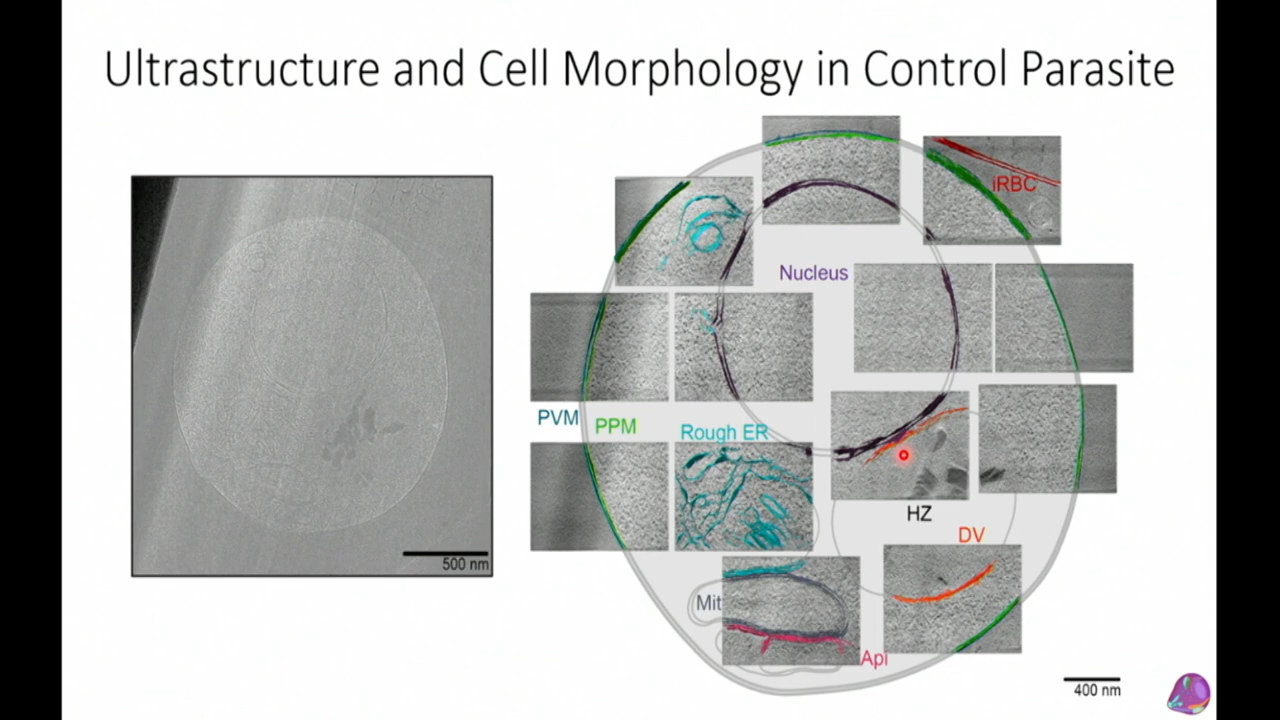 Ultrastructure and Cell Morphology in Control Parasite
iRBC
Nucleus
PVM
PPM
Rough ER
HZ
DV
Mit
Api
500 nm
400 nm